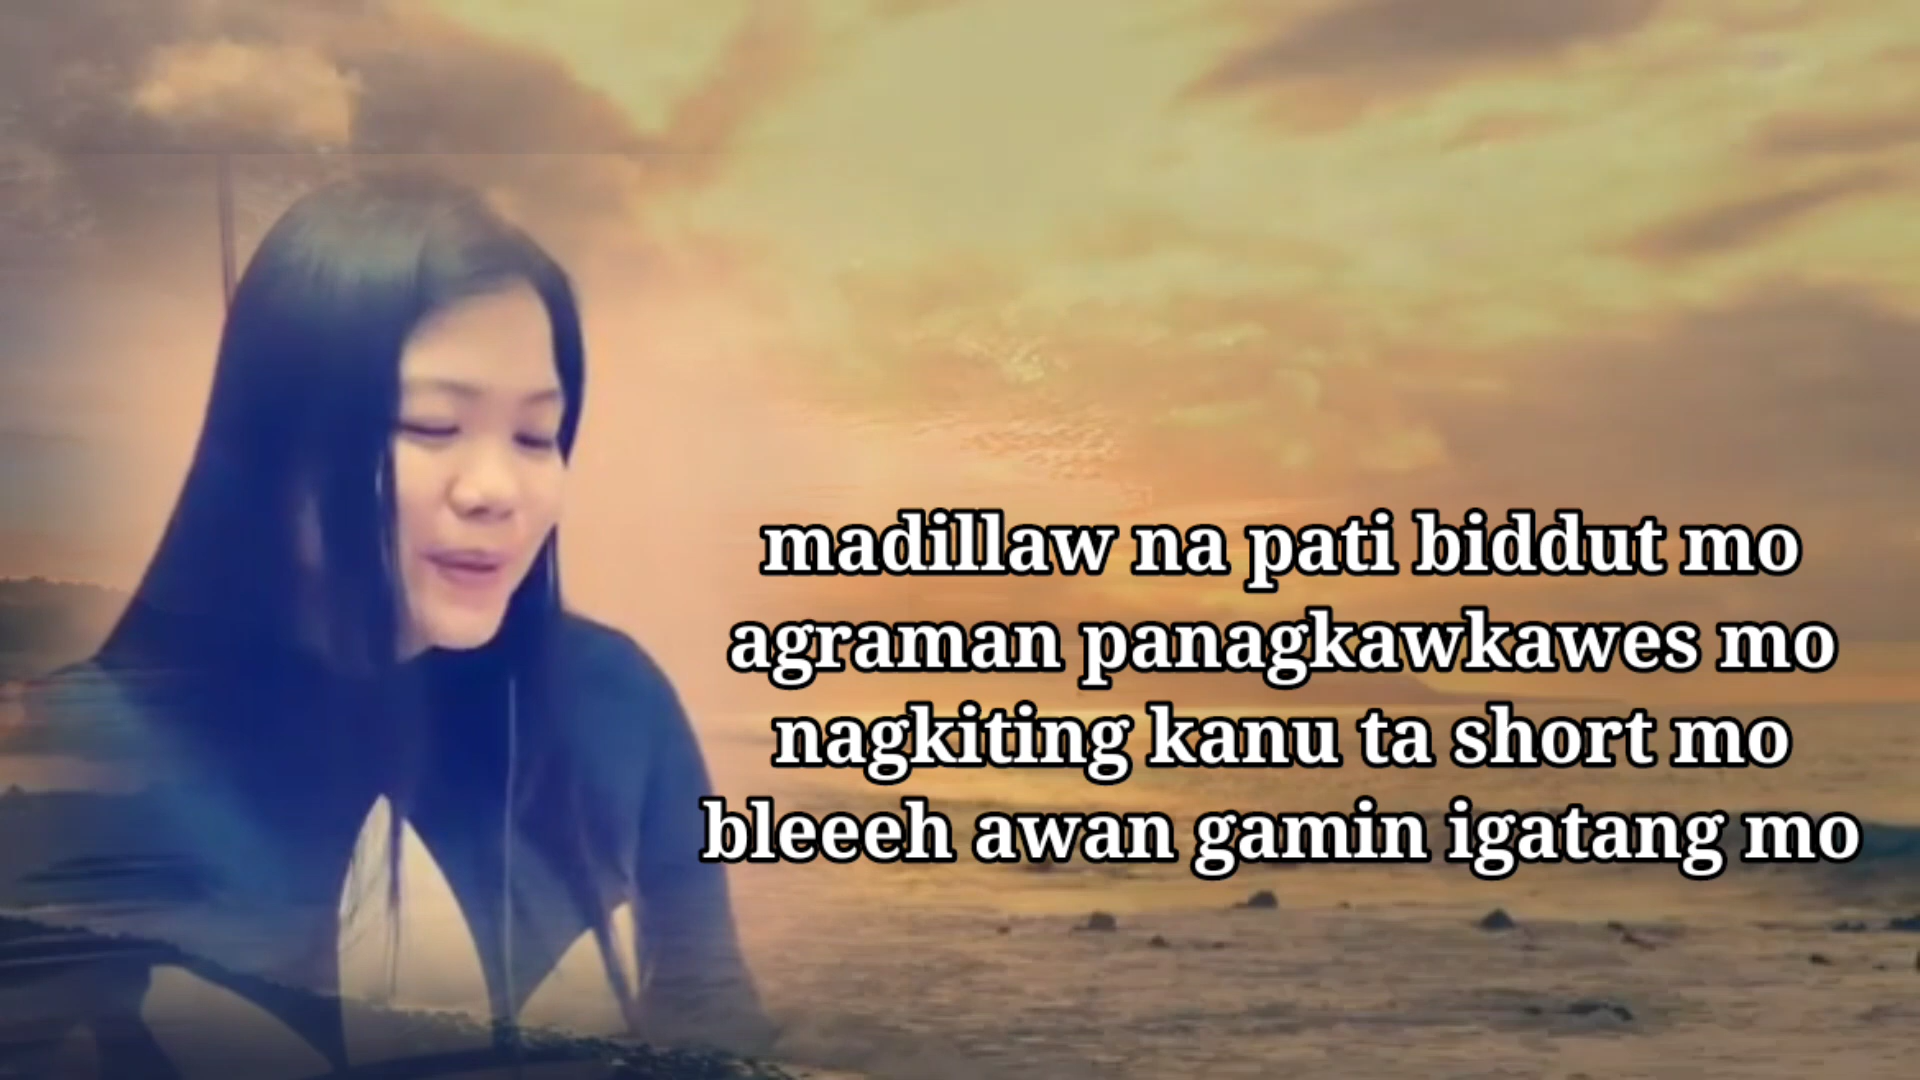 madillaw na pati biddut mo
agraman panagkawkawes mo
nagkiting kanu ta short mo
bleeeh awan gamin igatang mo